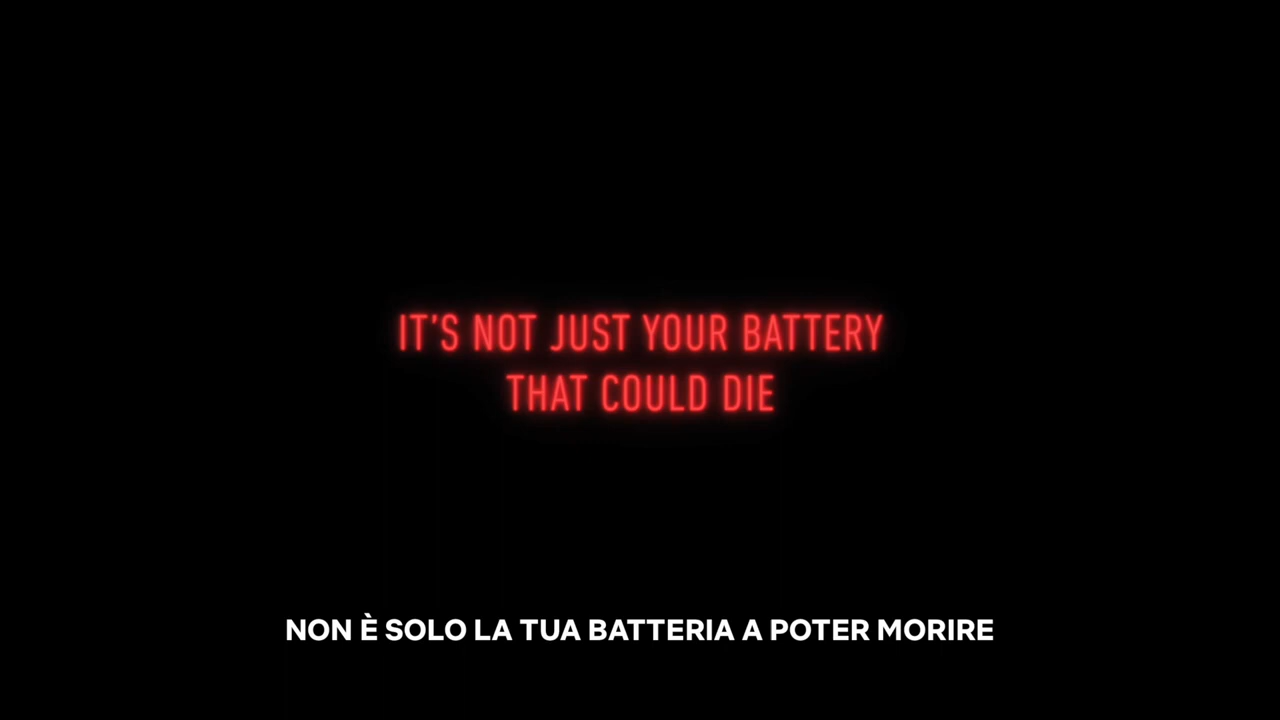 IT'S NOT JUST YOUR BATTERY
THAT COULD DIE
NON È SOLO LA TUA BATTERIA A POTER MORIRE